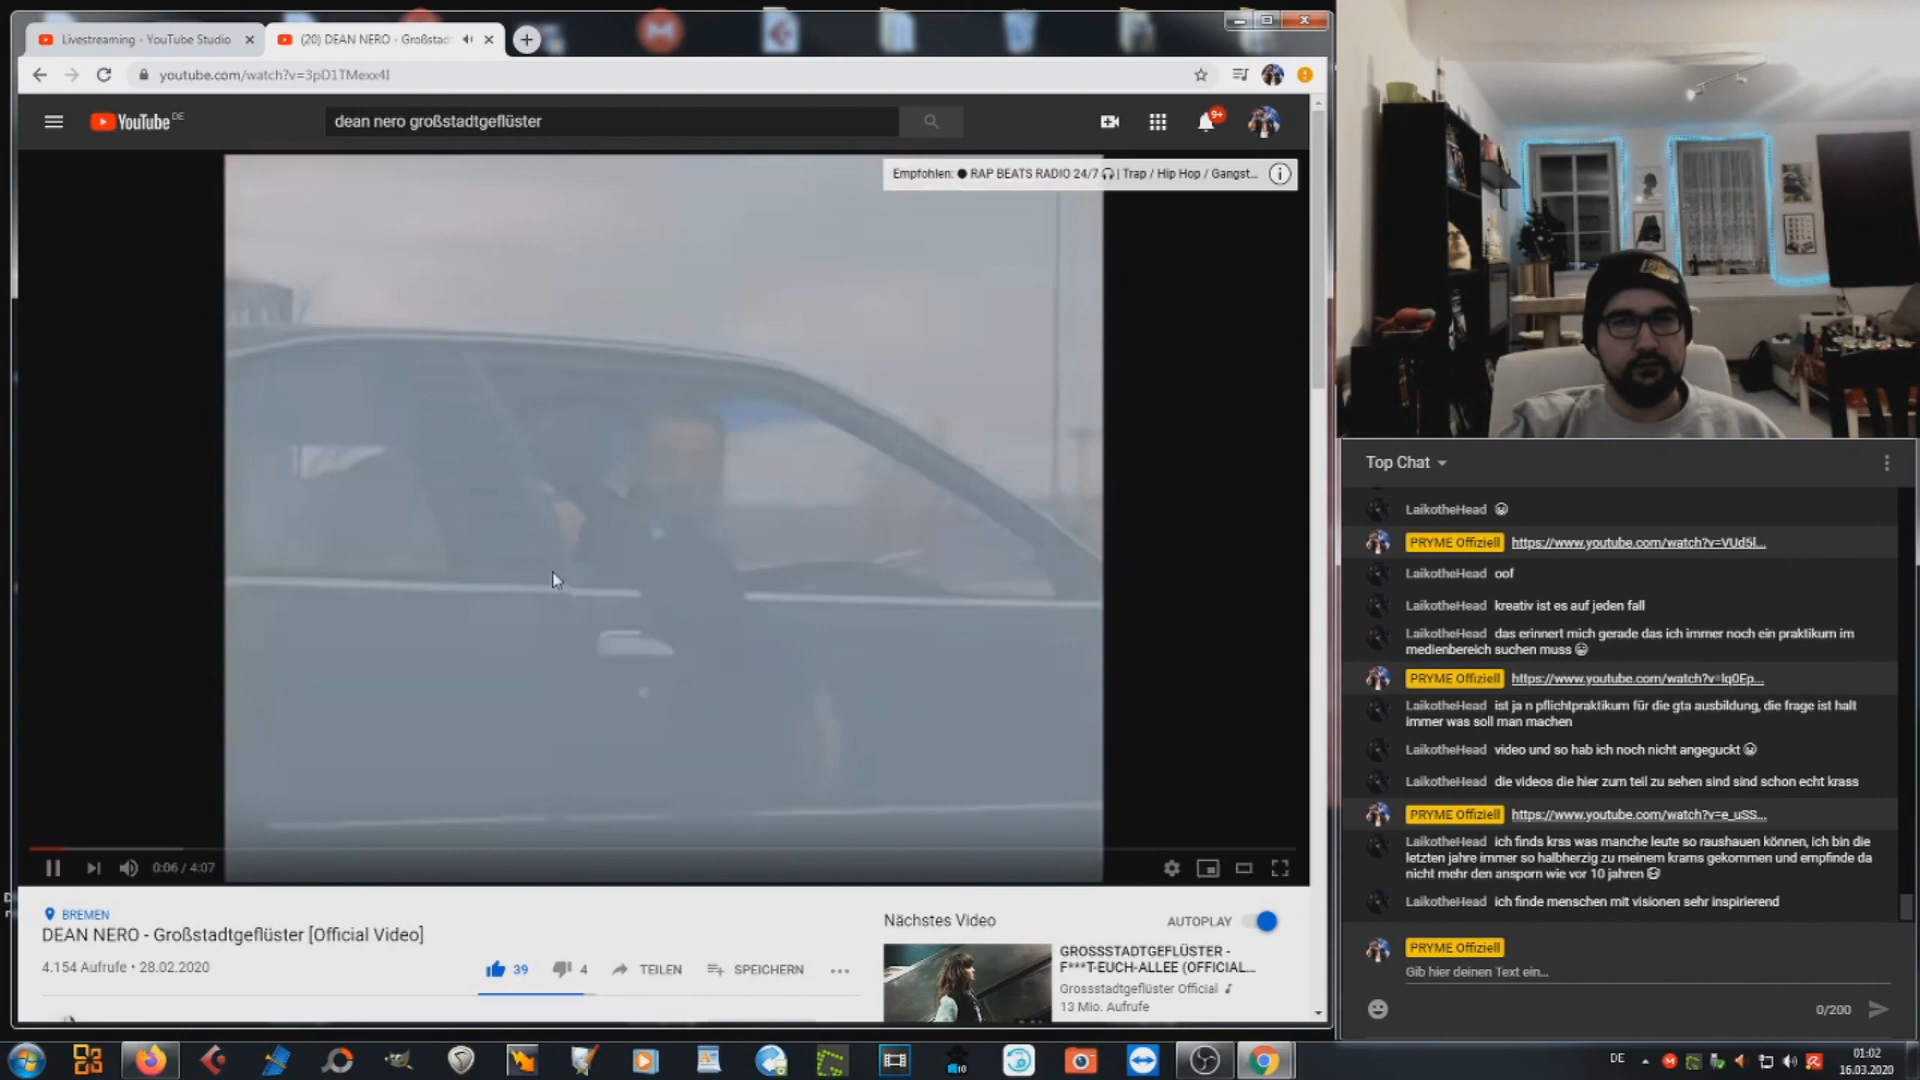 Livestreaming - YouTube Studio
(20) DEAN NERO - Großstad
youtube.com/watch?v=3pD1TMexx4I
YouTube DE
dean nero großstadtgeflüster
9+
Empfohlen: ● RAP BEATS RADIO 24/7 🎧 | Trap / Hip Hop / Gangst...
0:06 / 4:07
BREMEN
DEAN NERO - Großstadtgeflüster [Official Video]
4.154 Aufrufe • 28.02.2020
39
4
TEILEN
SPEICHERN
Nächstes Video
AUTOPLAY
GROSSSTADTGEFLÜSTER -
F***T-EUCH-ALLEE (OFFICIAL...
Grossstadtgeflüster Official
13 Mio. Aufrufe
Top Chat
LaikotheHead 😀
PRYME Offiziell https://www.youtube.com/watch?v=VUd5l...
LaikotheHead oof
LaikotheHead kreativ ist es auf jeden fall
LaikotheHead das erinnert mich gerade das ich immer noch ein praktikum im
medienbereich suchen muss 😀
PRYME Offiziell https://www.youtube.com/watch?v=lq0Ep...
LaikotheHead ist ja n pflichtpraktikum für die gta ausbildung, die frage ist halt
immer was soll man machen
LaikotheHead video und so hab ich noch nicht angeguckt 😀
LaikotheHead die videos die hier zum teil zu sehen sind sind schon echt krass
PRYME Offiziell https://www.youtube.com/watch?v=e_uSS...
LaikotheHead ich finds krss was manche leute so raushauen können, ich bin die
letzten jahre immer so halbherzig zu meinem krams gekommen und empfinde da
nicht mehr den ansporn wie vor 10 jahren 😅
LaikotheHead ich finde menschen mit visionen sehr inspirierend
PRYME Offiziell
Gib hier deinen Text ein...
0/200
DE
01:02
16.03.2020